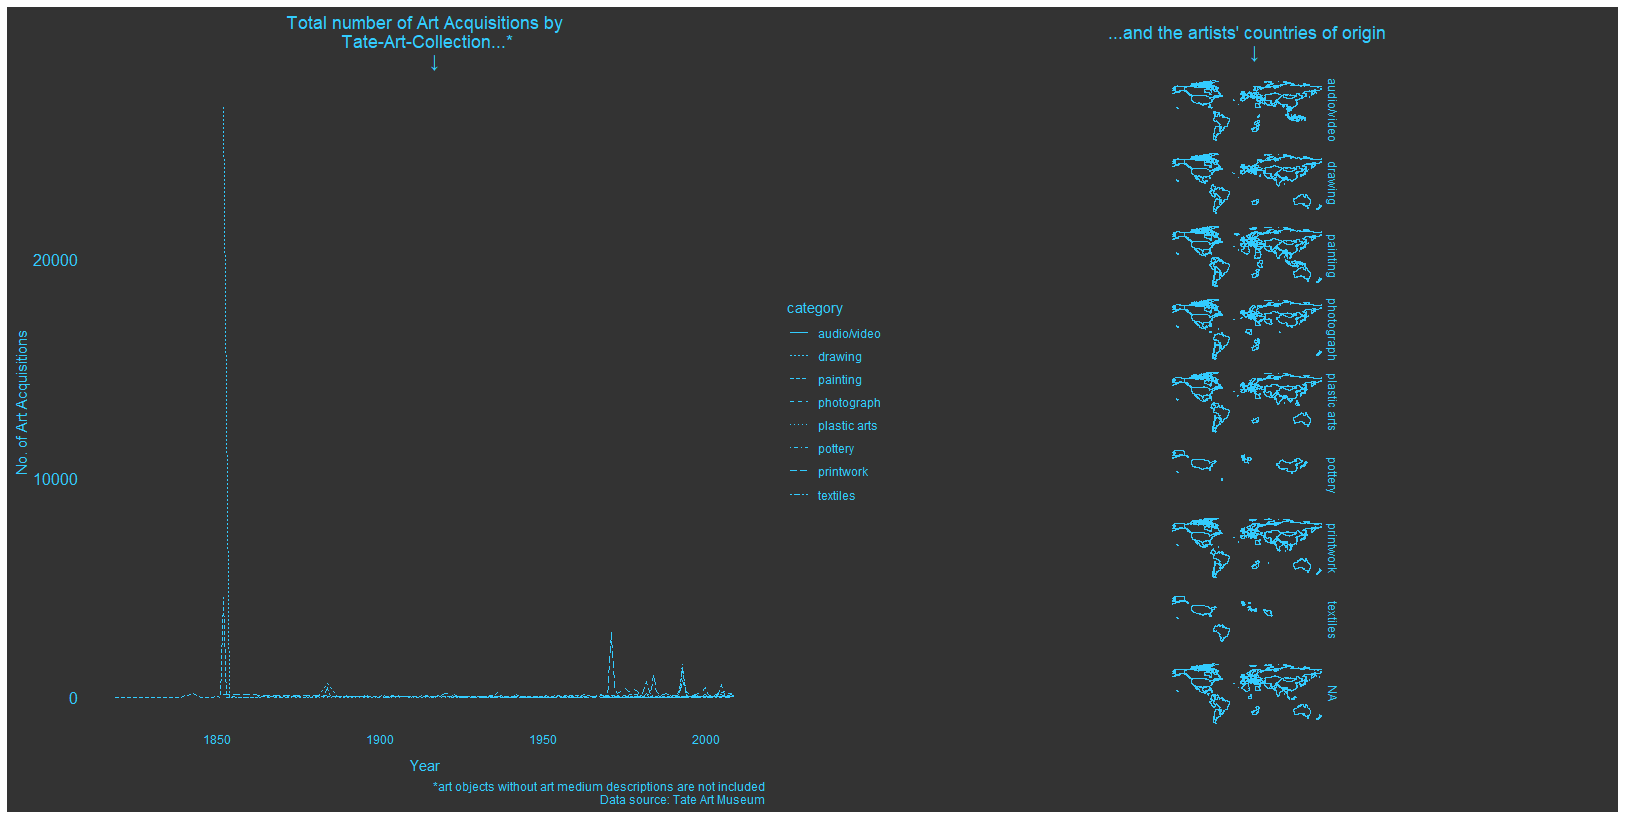 Total number of Art Acquisitions by
Tate-Art-Collection...*
↓
No. of Art Acquisitions
20000
10000
0
1850
1900
1950
2000
Year
*art objects without art medium descriptions are not included
Data source: Tate Art Museum
category
audio/video
drawing
painting
photograph
plastic arts
pottery
printwork
textiles
...and the artists' countries of origin
↓
audio/video
drawing
painting
photograph
plastic arts
pottery
printwork
textiles
NA